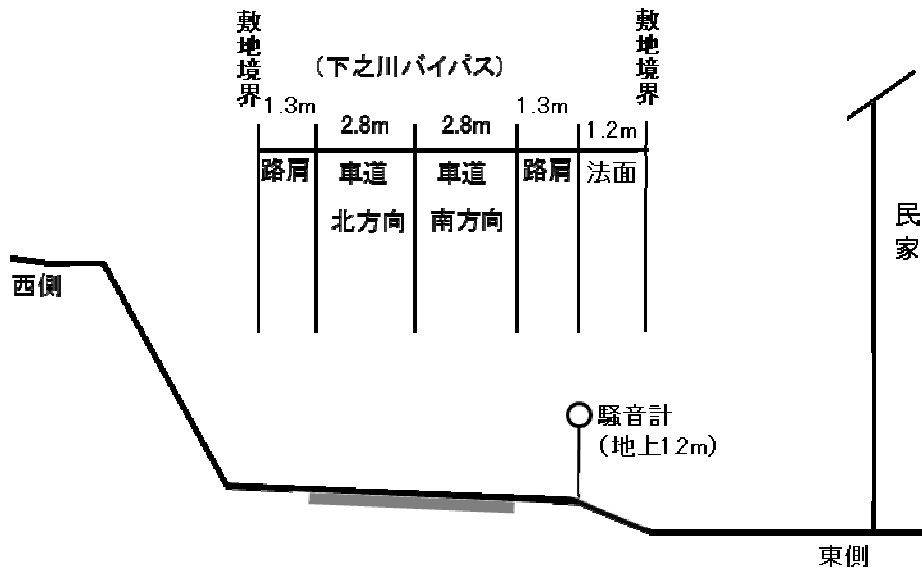 敷地境界
(下之川バイパス)
敷地境界
1.3m
2.8m
2.8m
1.3m
1.2m
路肩
車道
北方向
車道
南方向
路肩
法面
民家
西側
騒音計
(地上12m)
東側